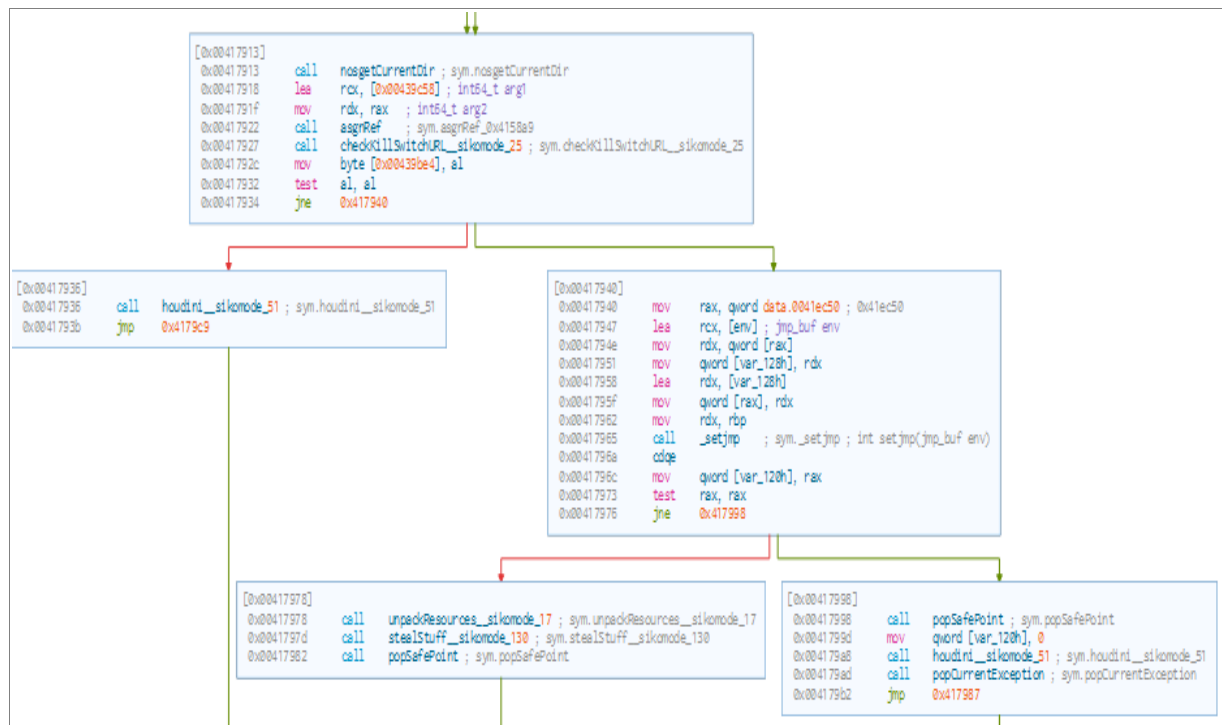 [0x00417913]
0x00417913 call nosgetCurrentDir ; sym.nosgetCurrentDir
0x00417918 lea rcx, [0x00439c58] ; int64_t arg1
0x0041791f mov rdx, rax ; int64_t arg2
0x00417922 call asgnRef ; sym.asgnRef_0x4158a9
0x00417927 call checkKillSwitchURL__sikomode_25 ; sym.checkKillSwitchURL__sikomode_25
0x0041792c mov byte [0x00439be4], al
0x00417932 test al, al
0x00417934 jne 0x417940
[0x00417936]
0x00417936 call houdini__sikomode_51 ; sym.houdini__sikomode_51
0x0041793b jmp 0x4179c9
[0x00417940]
0x00417940 mov rax, qword data.0041ec50 ; 0x41ec50
0x00417947 lea rcx, [env] ; jmp_buf env
0x0041794e mov rdx, qword [rax]
0x00417951 mov qword [var_128h], rdx
0x00417958 lea rdx, [var_128h]
0x0041795f mov qword [rax], rdx
0x00417962 mov rdx, rbp
0x00417965 call _setjmp ; sym._setjmp ; int setjmp(jmp_buf env)
0x0041796a cdqe
0x0041796c mov qword [var_120h], rax
0x00417973 test rax, rax
0x00417976 jne 0x417998
[0x00417978]
0x00417978 call unpackResources__sikomode_17 ; sym.unpackResources__sikomode_17
0x0041797d call stealStuff__sikomode_130 ; sym.stealStuff__sikomode_130
0x00417982 call popSafePoint ; sym.popSafePoint
[0x00417998]
0x00417998 call popSafePoint ; sym.popSafePoint
0x0041799d mov qword [var_120h], 0
0x004179a8 call houdini__sikomode_51 ; sym.houdini__sikomode_51
0x004179ad call popCurrentException ; sym.popCurrentException
0x004179b2 jmp 0x417987